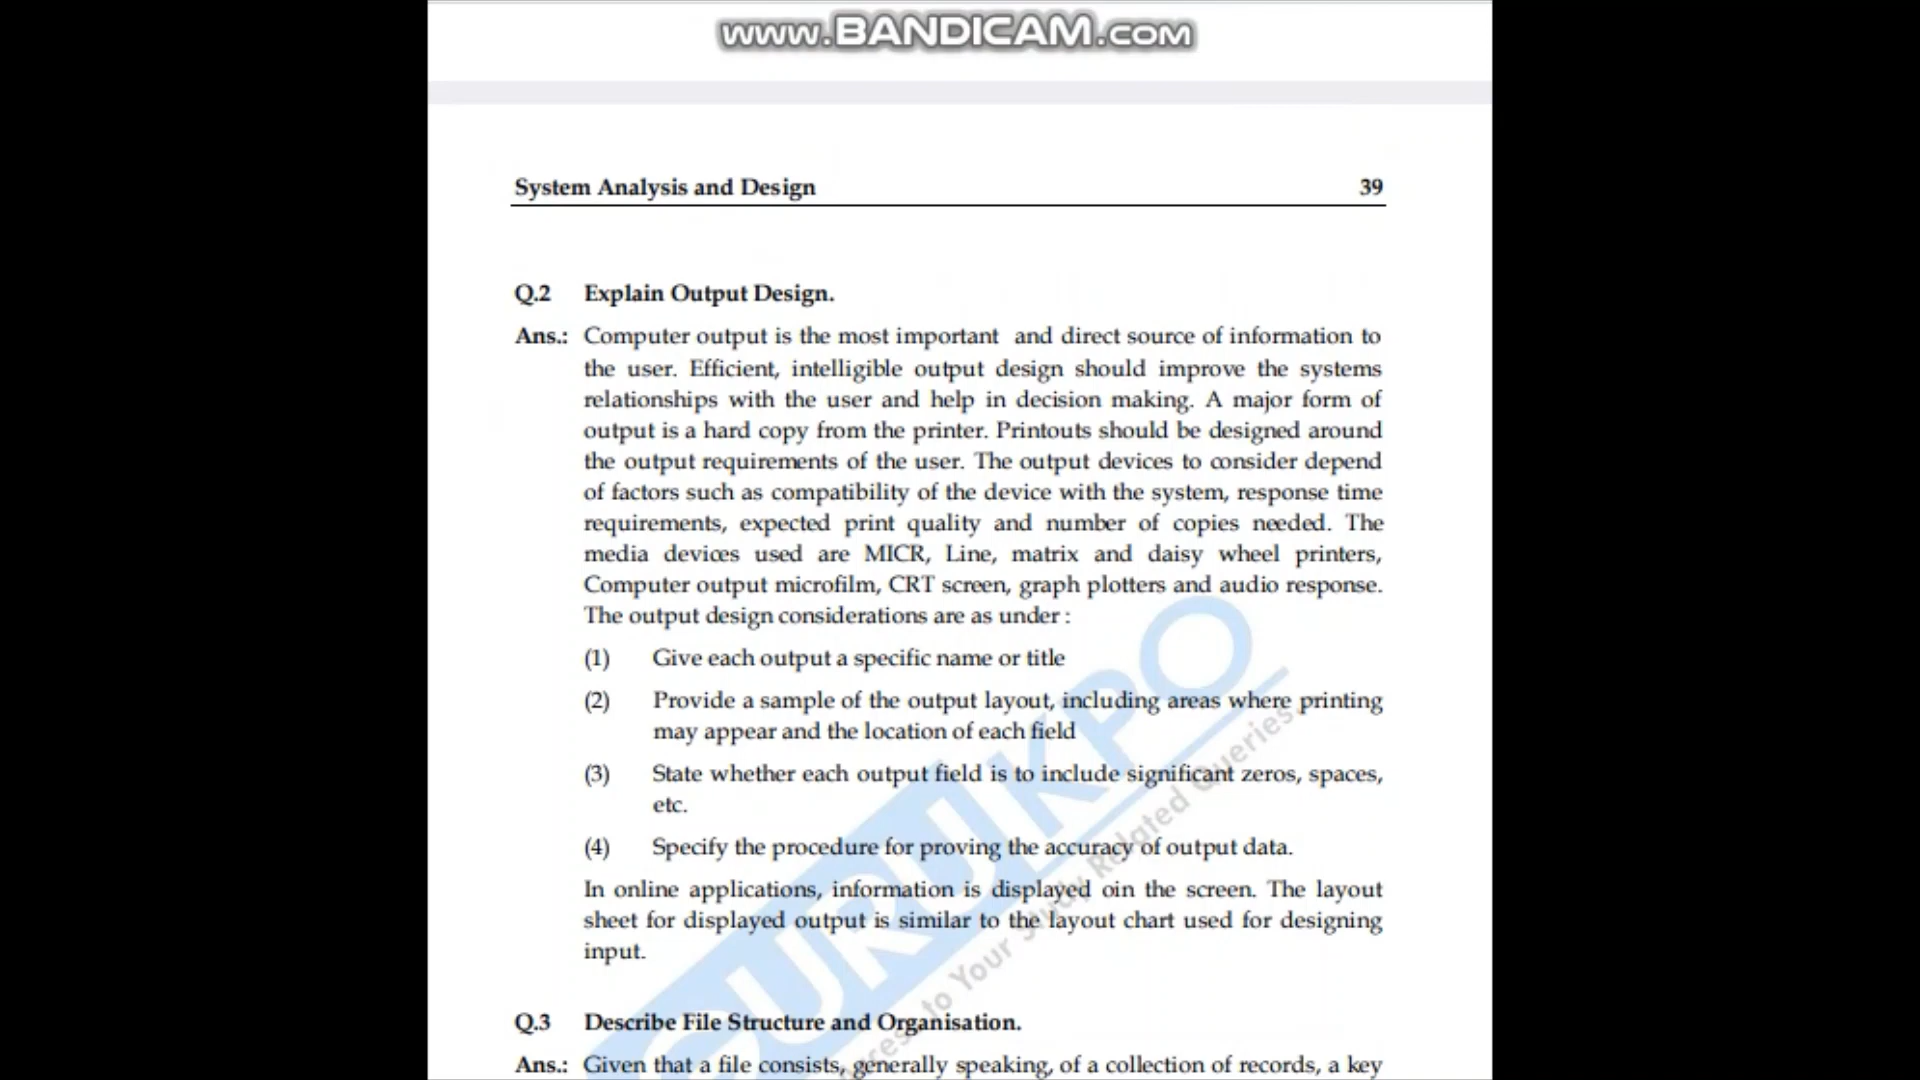 www.BANDICAM.com
System Analysis and Design 39
Q.2 Explain Output Design.
Ans.: Computer output is the most important and direct source of information to
the user. Efficient, intelligible output design should improve the systems
relationships with the user and help in decision making. A major form of
output is a hard copy from the printer. Printouts should be designed around
the output requirements of the user. The output devices to consider depend
of factors such as compatibility of the device with the system, response time
requirements, expected print quality and number of copies needed. The
media devices used are MICR, Line, matrix and daisy wheel printers,
Computer output microfilm, CRT screen, graph plotters and audio response.
The output design considerations are as under :
(1) Give each output a specific name or title
(2) Provide a sample of the output layout, including areas where printing
may appear and the location of each field
(3) State whether each output field is to include significant zeros, spaces,
etc.
(4) Specify the procedure for proving the accuracy of output data.
In online applications, information is displayed oin the screen. The layout
sheet for displayed output is similar to the layout chart used for designing
input.
Q.3 Describe File Structure and Organisation.
Ans.: Given that a file consists, generally speaking, of a collection of records, a key
GURUKPO
to Your Study Related Queries.